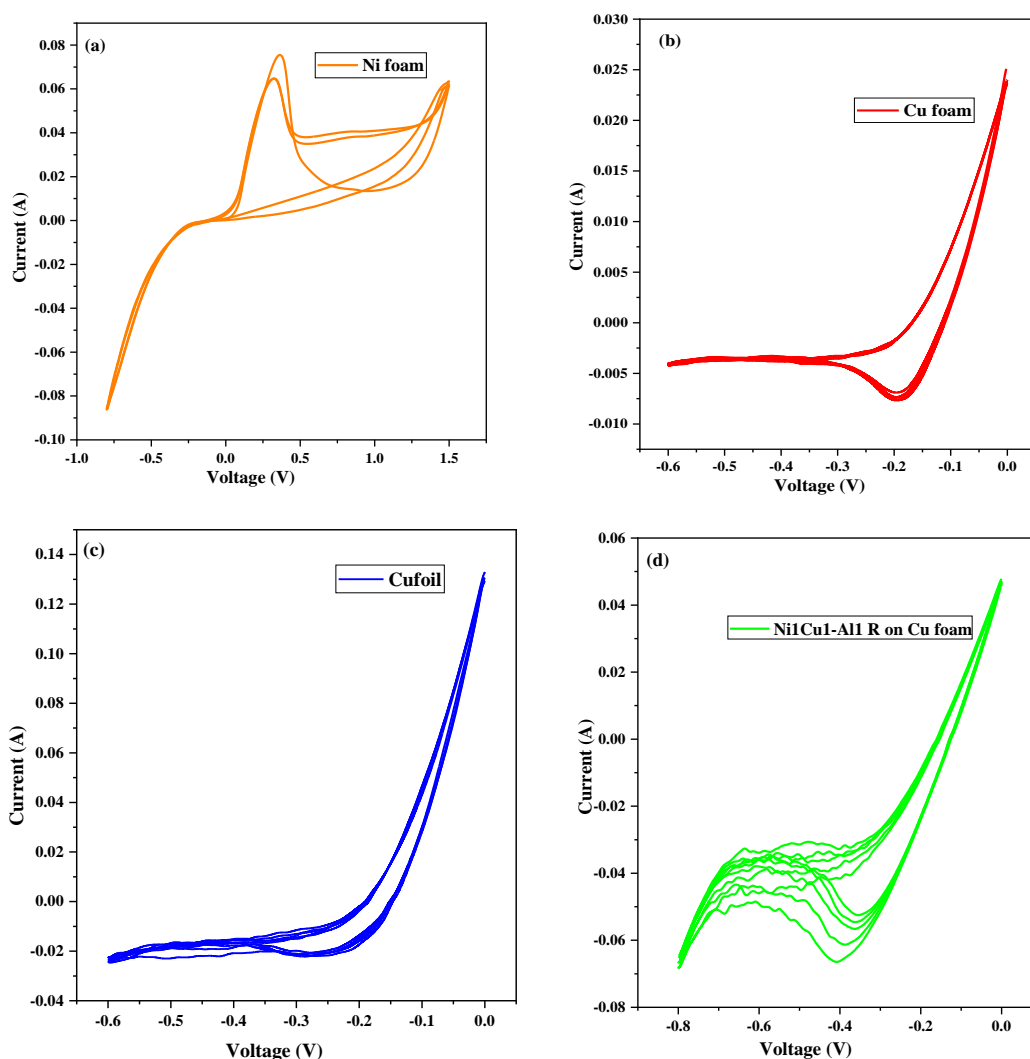 (a)
Ni foam
Current (A)
0.08
0.06
0.04
0.02
0.00
-0.02
-0.04
-0.06
-0.08
-0.10
-1.0 -0.5 0.0 0.5 1.0 1.5
Voltage (V)
(b)
Cu foam
Current (A)
0.030
0.025
0.020
0.015
0.010
0.005
0.000
-0.005
-0.010
-0.6 -0.5 -0.4 -0.3 -0.2 -0.1 0.0
Voltage (V)
(c)
Cufoil
Current (A)
0.14
0.12
0.10
0.08
0.06
0.04
0.02
0.00
-0.02
-0.04
-0.6 -0.5 -0.4 -0.3 -0.2 -0.1 0.0
Voltage (V)
(d)
Ni1Cu1-Al1 R on Cu foam
Current (A)
0.06
0.04
0.02
0.00
-0.02
-0.04
-0.06
-0.08
-0.8 -0.6 -0.4 -0.2 0.0
Voltage (V)